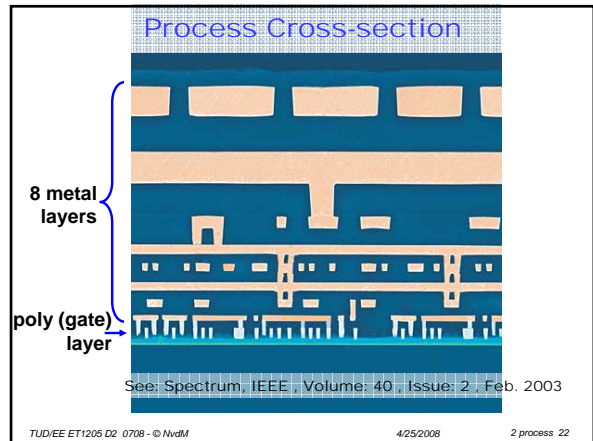 Process Cross-section
8 metal
layers
poly (gate)
layer
See: Spectrum, IEEE , Volume: 40 , Issue: 2 , Feb. 2003
TUD/EE ET1205 D2 0708 - © NvdM
4/25/2008
2 process 22